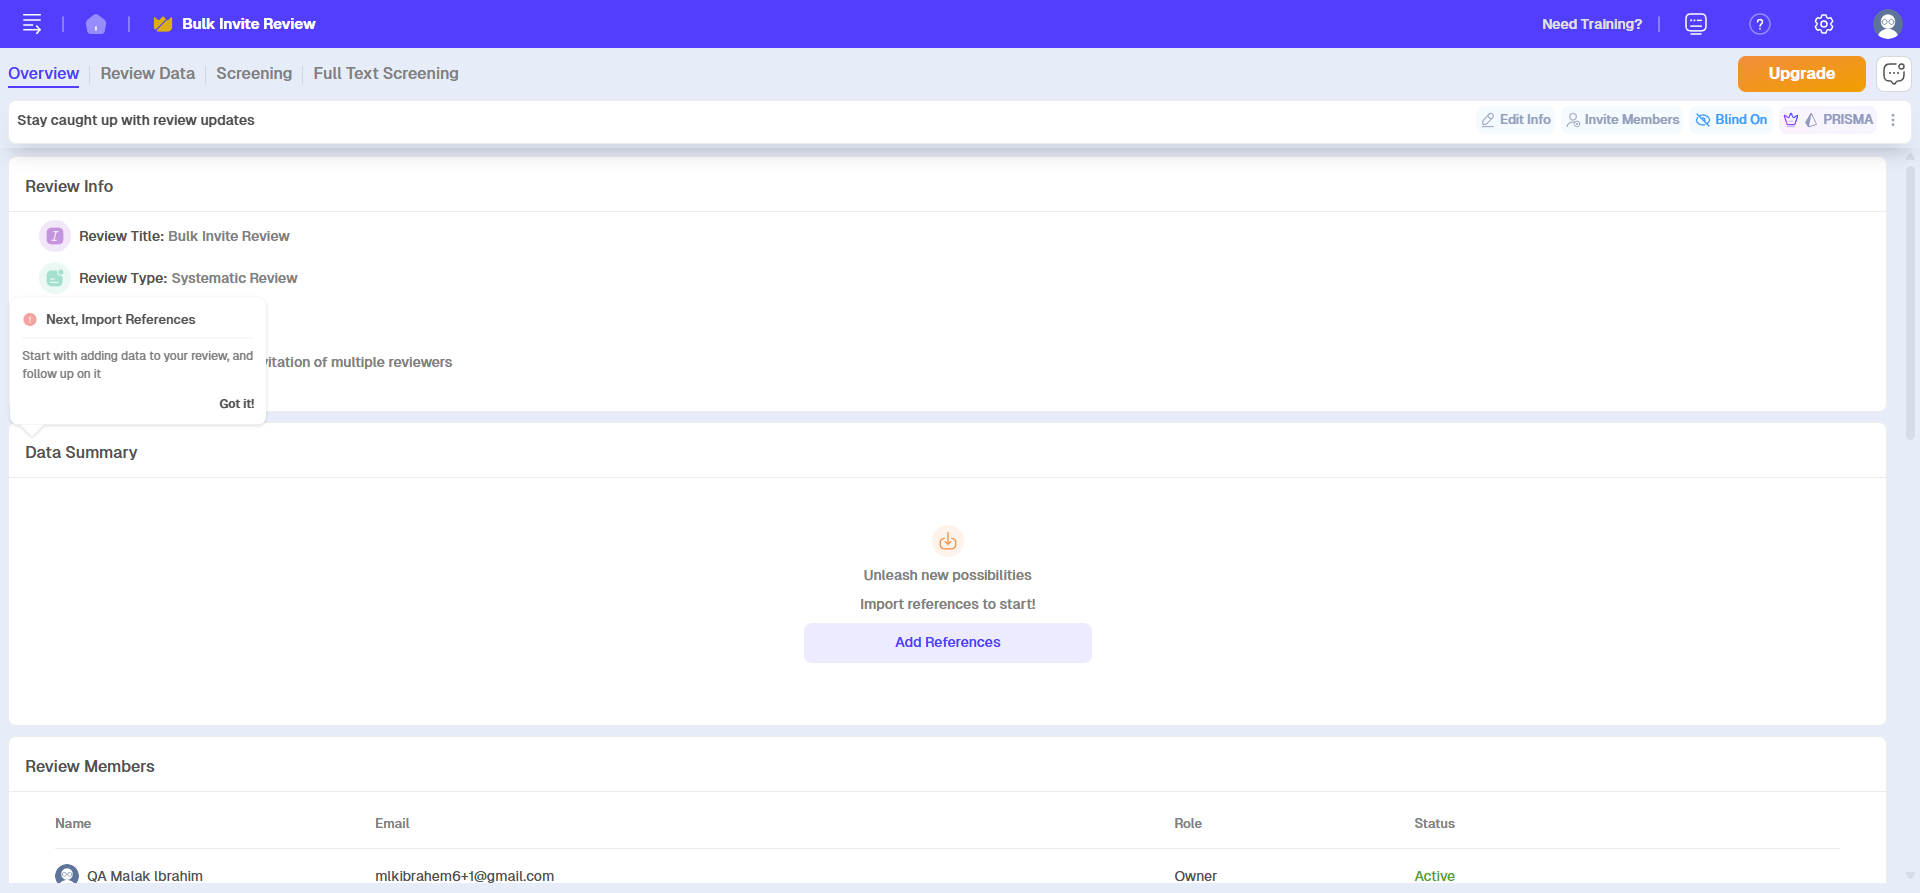 Bulk Invite Review
Need Training?
Overview
Review Data
Screening
Full Text Screening
Upgrade
Stay caught up with review updates
Edit Info
Invite Members
Blind On
PRISMA
Review Info
Review Title: Bulk Invite Review
Review Type: Systematic Review
Next, Import References
Start with adding data to your review, and
follow up on it
Got it!
vitation of multiple reviewers
Data Summary
Unleash new possibilities
Import references to start!
Add References
Review Members
Name Email Role Status
QA Malak Ibrahim mlkibrahem6+1@gmail.com Owner Active